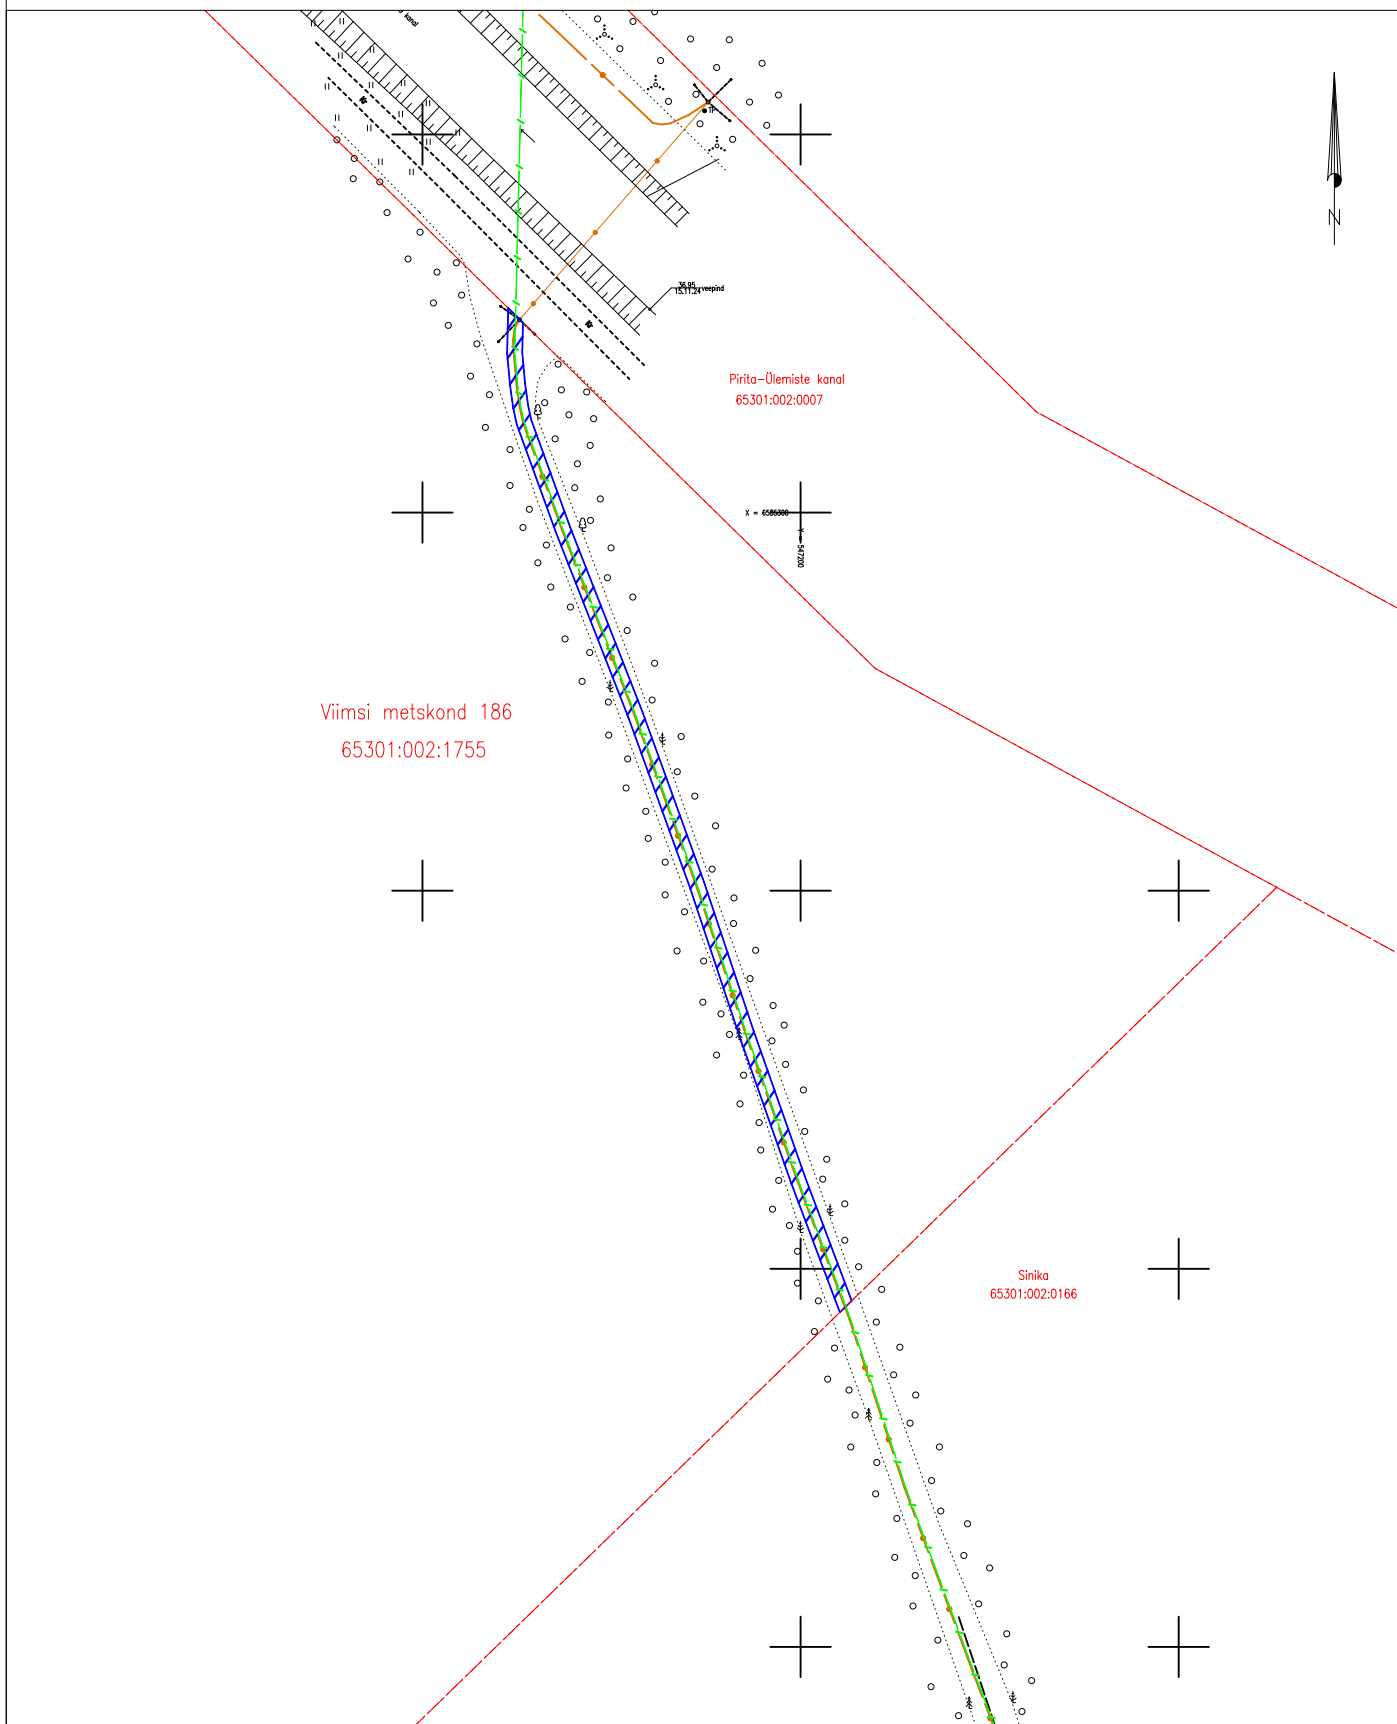 kanal
TP
N
36.95
15.11.24 veepind
Pirita-Ülemiste kanal
65301:002:0007
X = 6585300
Y = 547200
Viimsi metskond 186
65301:002:1755
Sinika
65301:002:0166